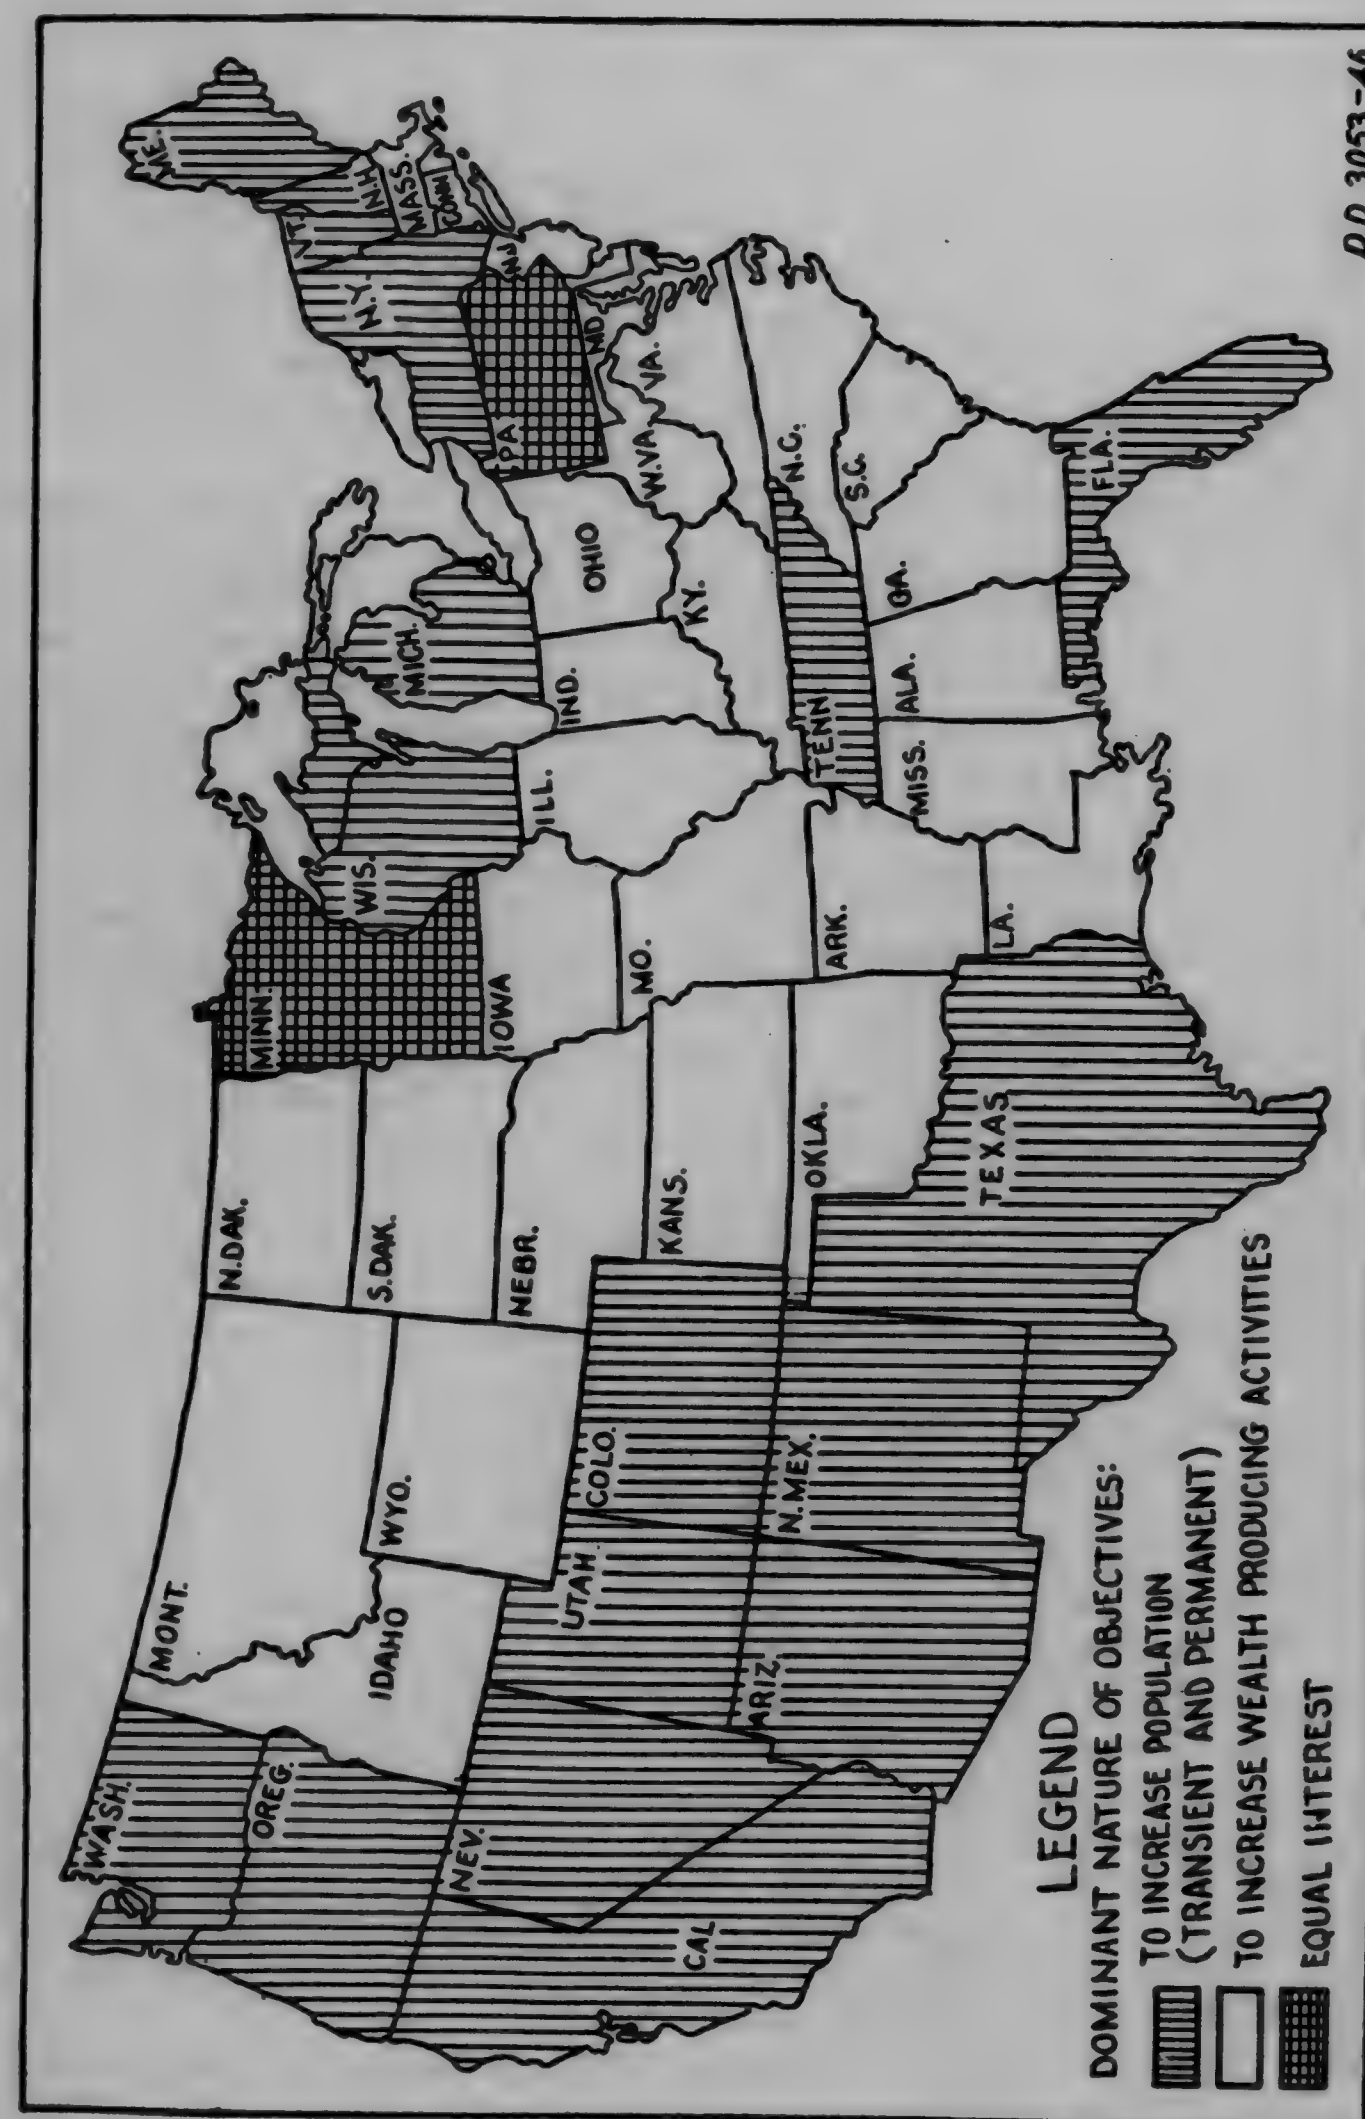 WASH.
MONT.
N.DAK.
MINN.
ME.
VT.
N.H.
MASS.
CONN.
N.Y.
MICH.
WIS.
OREG.
IDAHO
S.DAK.
WYO.
NEBR.
IOWA
ILL.
IND.
OHIO
PA.
N.J.
MD.
W.VA.
VA.
NEV.
UTAH
COLO.
KANS.
MO.
KY.
CAL
ARIZ.
N.MEX.
OKLA.
ARK.
TENN.
N.C.
S.C.
TEXAS
LA.
MISS.
ALA.
GA.
FLA.
LEGEND
DOMINANT NATURE OF OBJECTIVES:
TO INCREASE POPULATION
(TRANSIENT AND PERMANENT)
TO INCREASE WEALTH PRODUCING ACTIVITIES
EQUAL INTEREST